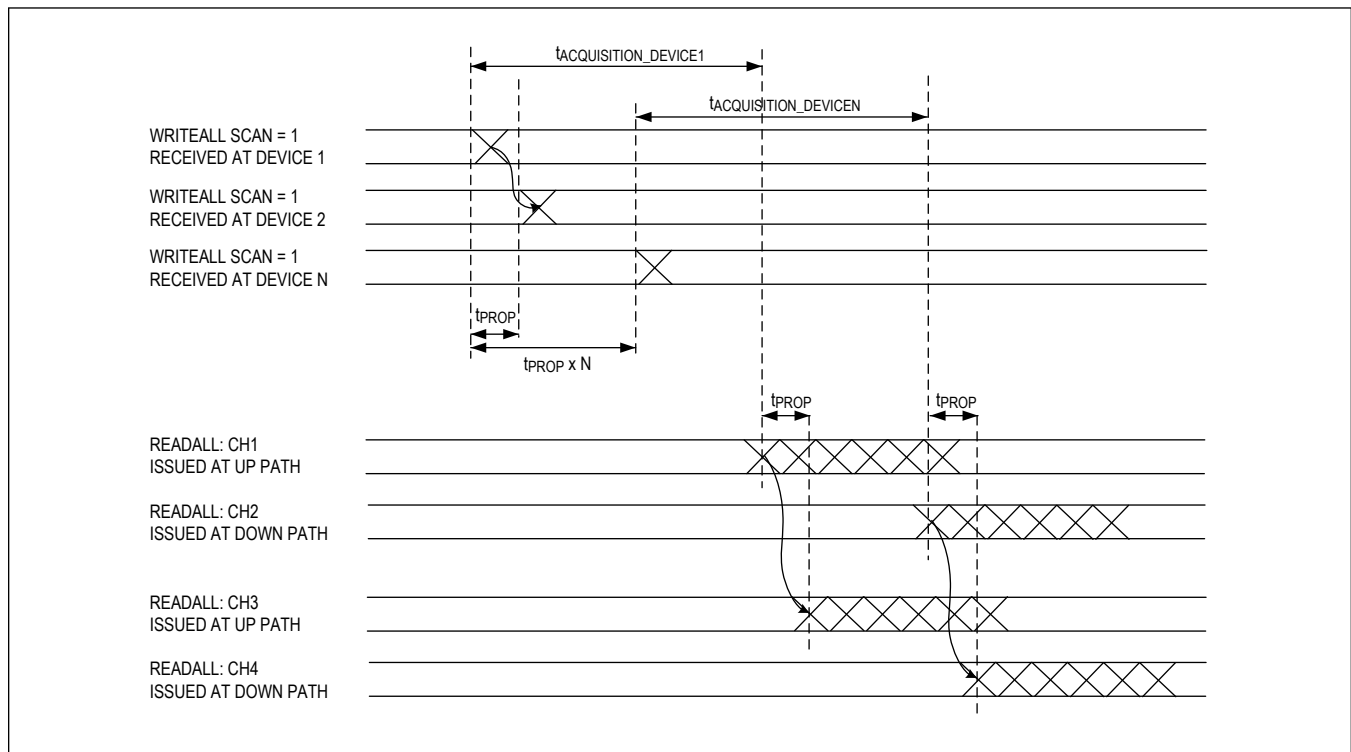 tACQUISITION_DEVICE1
tACQUISITION_DEVICEN
WRITEALL SCAN = 1
RECEIVED AT DEVICE 1
WRITEALL SCAN = 1
RECEIVED AT DEVICE 2
WRITEALL SCAN = 1
RECEIVED AT DEVICE N
tPROP
tPROP x N
tPROP
tPROP
READALL: CH1
ISSUED AT UP PATH
READALL: CH2
ISSUED AT DOWN PATH
READALL: CH3
ISSUED AT UP PATH
READALL: CH4
ISSUED AT DOWN PATH